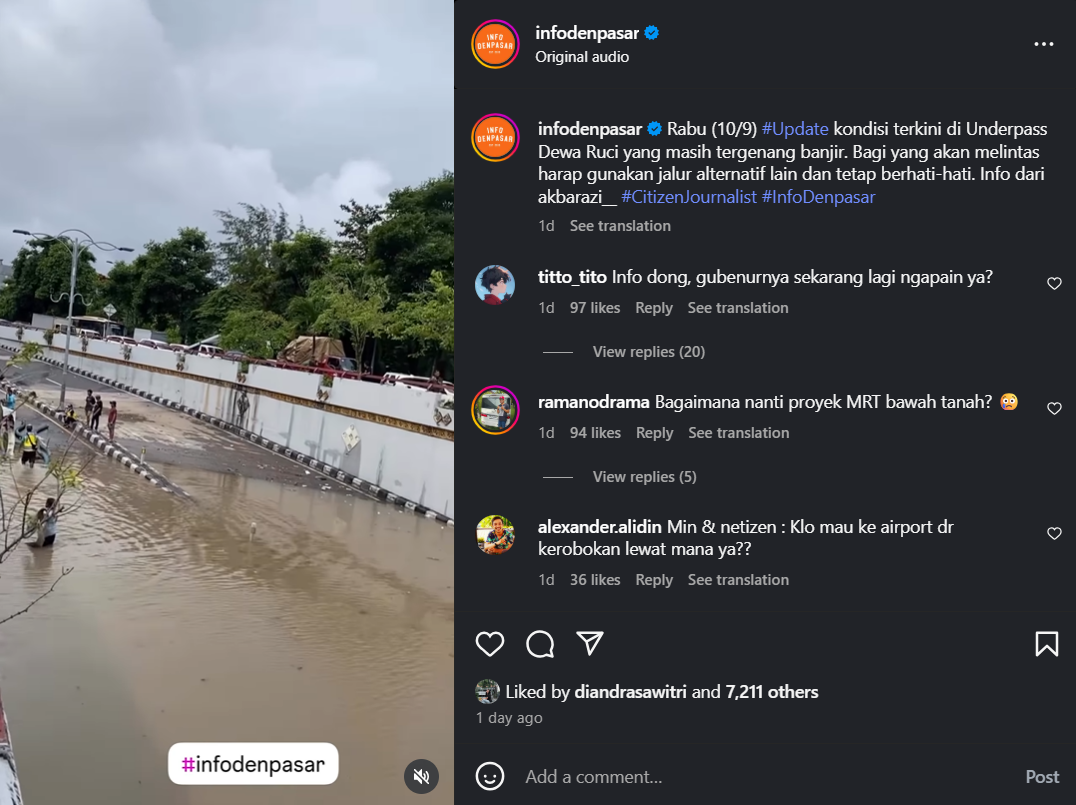 infodenpasar
Original audio
INFO
DENPASAR
infodenpasar Rabu (10/9) #Update kondisi terkini di Underpass
Dewa Ruci yang masih tergenang banjir. Bagi yang akan melintas
harap gunakan jalur alternatif lain dan tetap berhati-hati. Info dari
akbarazi__ #CitizenJournalist #InfoDenpasar
1d See translation
INFO
DENPASAR
titto_tito Info dong, gubenurnya sekarang lagi ngapain ya?
1d 97 likes Reply See translation
View replies (20)
ramanodrama Bagaimana nanti proyek MRT bawah tanah? 😰
1d 94 likes Reply See translation
View replies (5)
alexander.alidin Min & netizen : Klo mau ke airport dr
kerobokan lewat mana ya??
1d 36 likes Reply See translation
Liked by diandrasawitri and 7,211 others
1 day ago
#infodenpasar
Add a comment...
Post